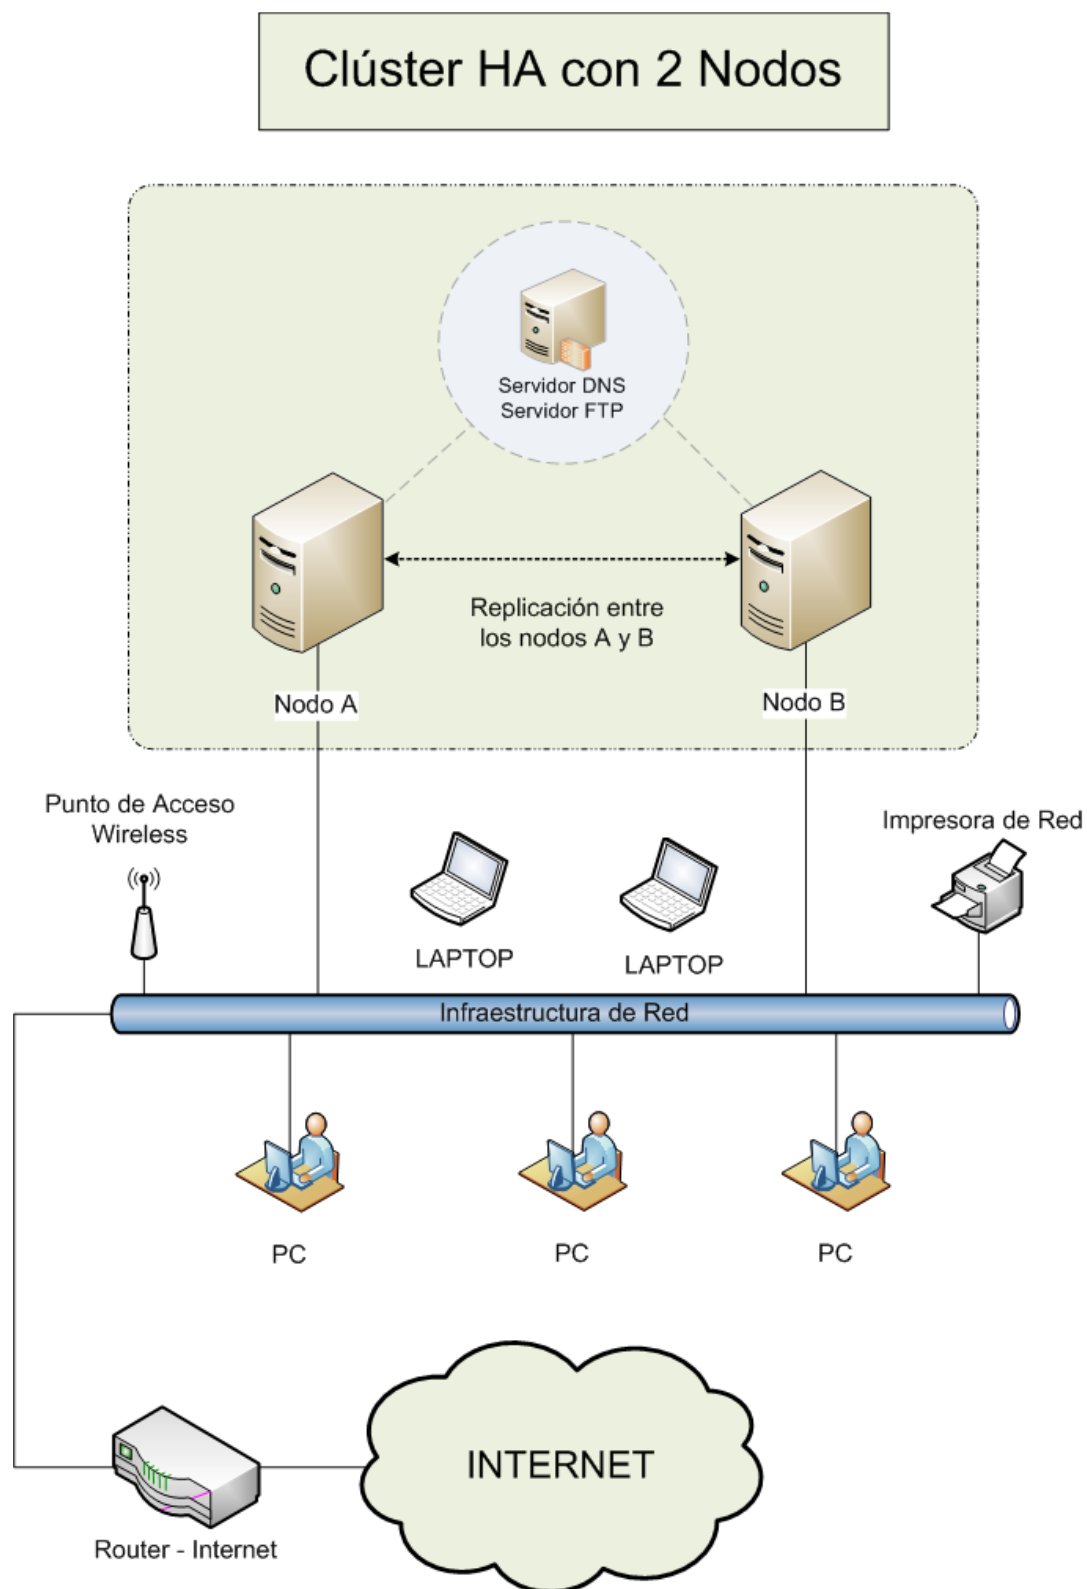 Clúster HA con 2 Nodos
Servidor DNS
Servidor FTP
Replicación entre
los nodos A y B
Nodo A
Nodo B
Punto de Acceso
Wireless
Impresora de Red
LAPTOP
LAPTOP
Infraestructura de Red
PC
PC
PC
INTERNET
Router - Internet